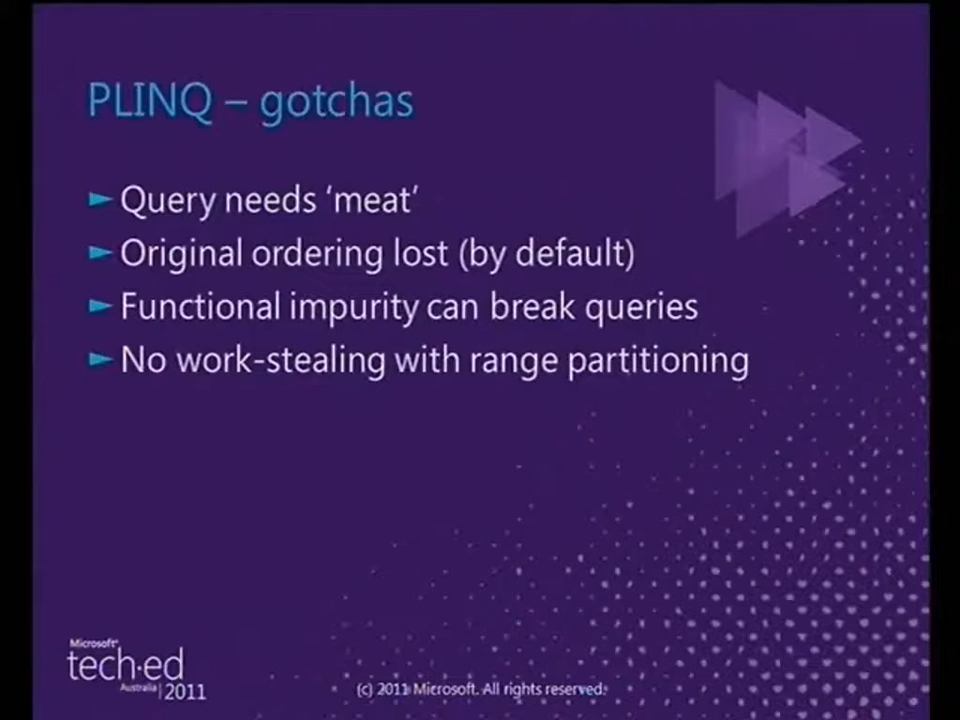 PLINQ – gotchas
Query needs ‘meat’
Original ordering lost (by default)
Functional impurity can break queries
No work-stealing with range partitioning
Microsoft
tech·ed
Australia | 2011
(c) 2011 Microsoft. All rights reserved.